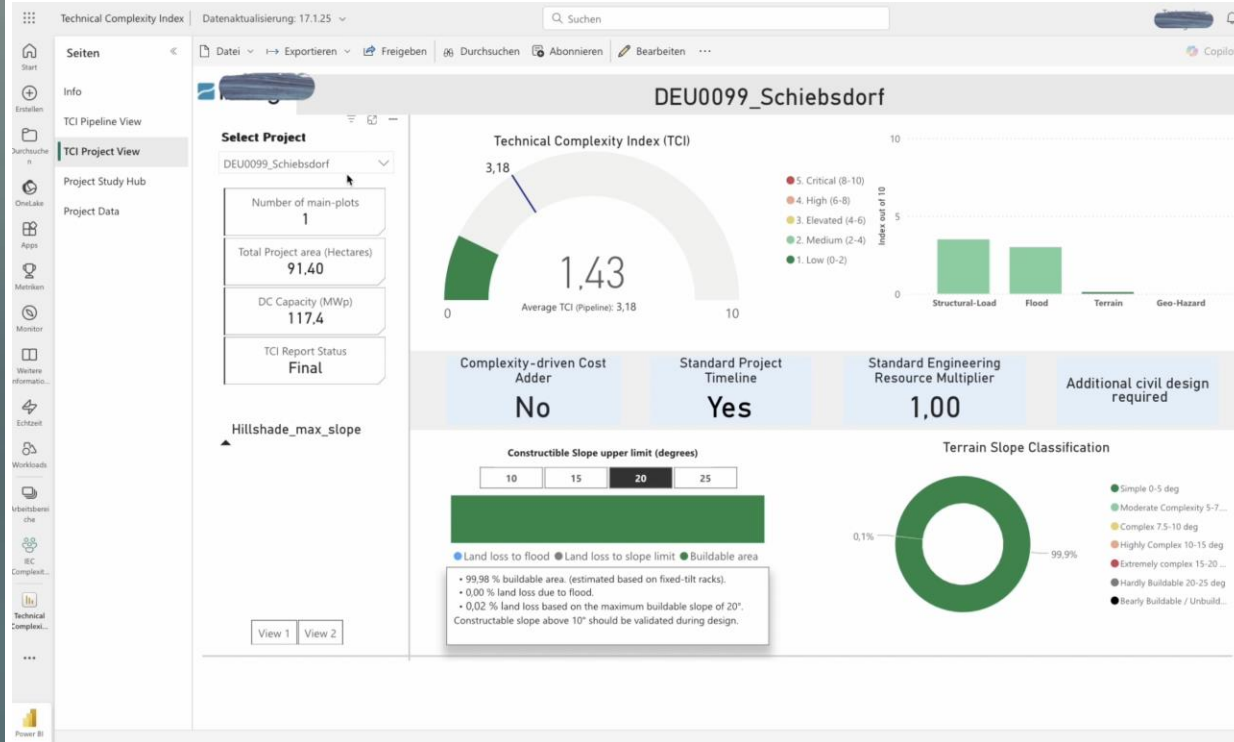 Technical Complexity Index
Datenaktualisierung: 17.1.25
Suchen
Start
Erstellen
Durchsuche
n
OneLake
Apps
Metriken
Monitor
Weitere
nformatio...
Echtzeit
Workloads
Arbeitsberei
che
IEC
Complexit...
Technical
Complexi...
...
Power BI
Seiten
Info
TCI Pipeline View
TCI Project View
Project Study Hub
Project Data
Datei
Exportieren
Freigeben
Durchsuchen
Abonnieren
Bearbeiten
...
Copilo
DEU0099_Schiebsdorf
Select Project
DEU0099_Schiebsdorf
Number of main-plots
1
Total Project area (Hectares)
91,40
DC Capacity (MWp)
117,4
TCI Report Status
Final
Hillshade_max_slope
View 1
View 2
Technical Complexity Index (TCI)
3,18
1,43
Average TCI (Pipeline): 3,18
0
10
5. Critical (8-10)
4. High (6-8)
3. Elevated (4-6)
2. Medium (2-4)
1. Low (0-2)
Index out of 10
10
5
0
Structural-Load
Flood
Terrain
Geo-Hazard
Complexity-driven Cost
Adder
No
Standard Project
Timeline
Yes
Standard Engineering
Resource Multiplier
1,00
Additional civil design
required
Constructible Slope upper limit (degrees)
10
15
20
25
Land loss to flood
Land loss to slope limit
Buildable area
• 99,98 % buildable area. (estimated based on fixed-tilt racks).
• 0,00 % land loss due to flood.
• 0,02 % land loss based on the maximum buildable slope of 20°.
Constructable slope above 10° should be validated during design.
Terrain Slope Classification
0,1%
99,9%
Simple 0-5 deg
Moderate Complexity 5-7...
Complex 7.5-10 deg
Highly Complex 10-15 deg
Extremely complex 15-20 ...
Hardly Buildable 20-25 deg
Bearly Buildable / Unbuild...